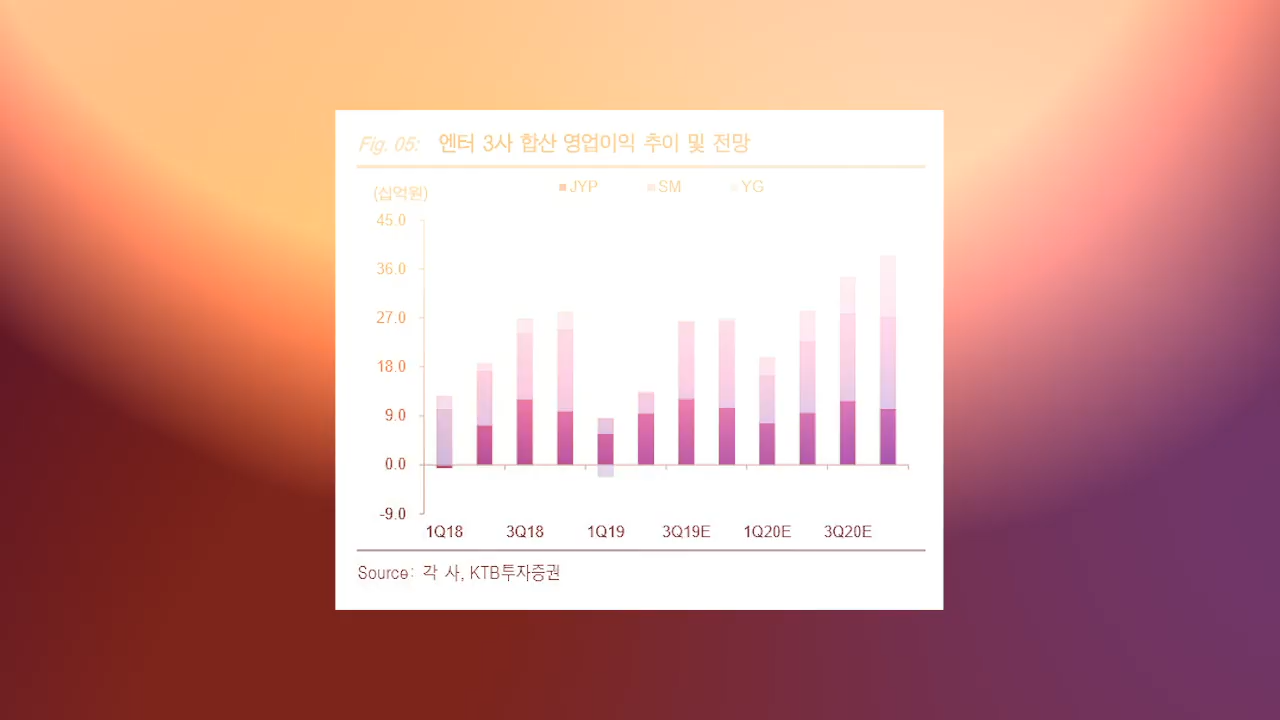 Fig. 05: 엔터 3사 합산 영업이익 추이 및 전망
(십억원)
JYP SM YG
45.0
36.0
27.0
18.0
9.0
0.0
-9.0
1Q18 3Q18 1Q19 3Q19E 1Q20E 3Q20E
Source: 각 사, KTB투자증권